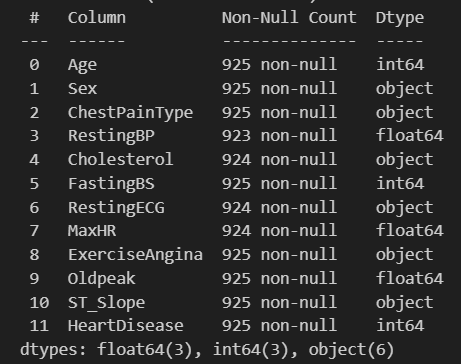 #   Column          Non-Null Count  Dtype
---  ------          --------------  -----
0   Age             925 non-null    int64
1   Sex             925 non-null    object
2   ChestPainType   925 non-null    object
3   RestingBP       923 non-null    float64
4   Cholesterol     924 non-null    object
5   FastingBS       925 non-null    int64
6   RestingECG      924 non-null    object
7   MaxHR           924 non-null    float64
8   ExerciseAngina  925 non-null    object
9   Oldpeak         925 non-null    float64
10  ST_Slope        925 non-null    object
11  HeartDisease    925 non-null    int64
dtypes: float64(3), int64(3), object(6)